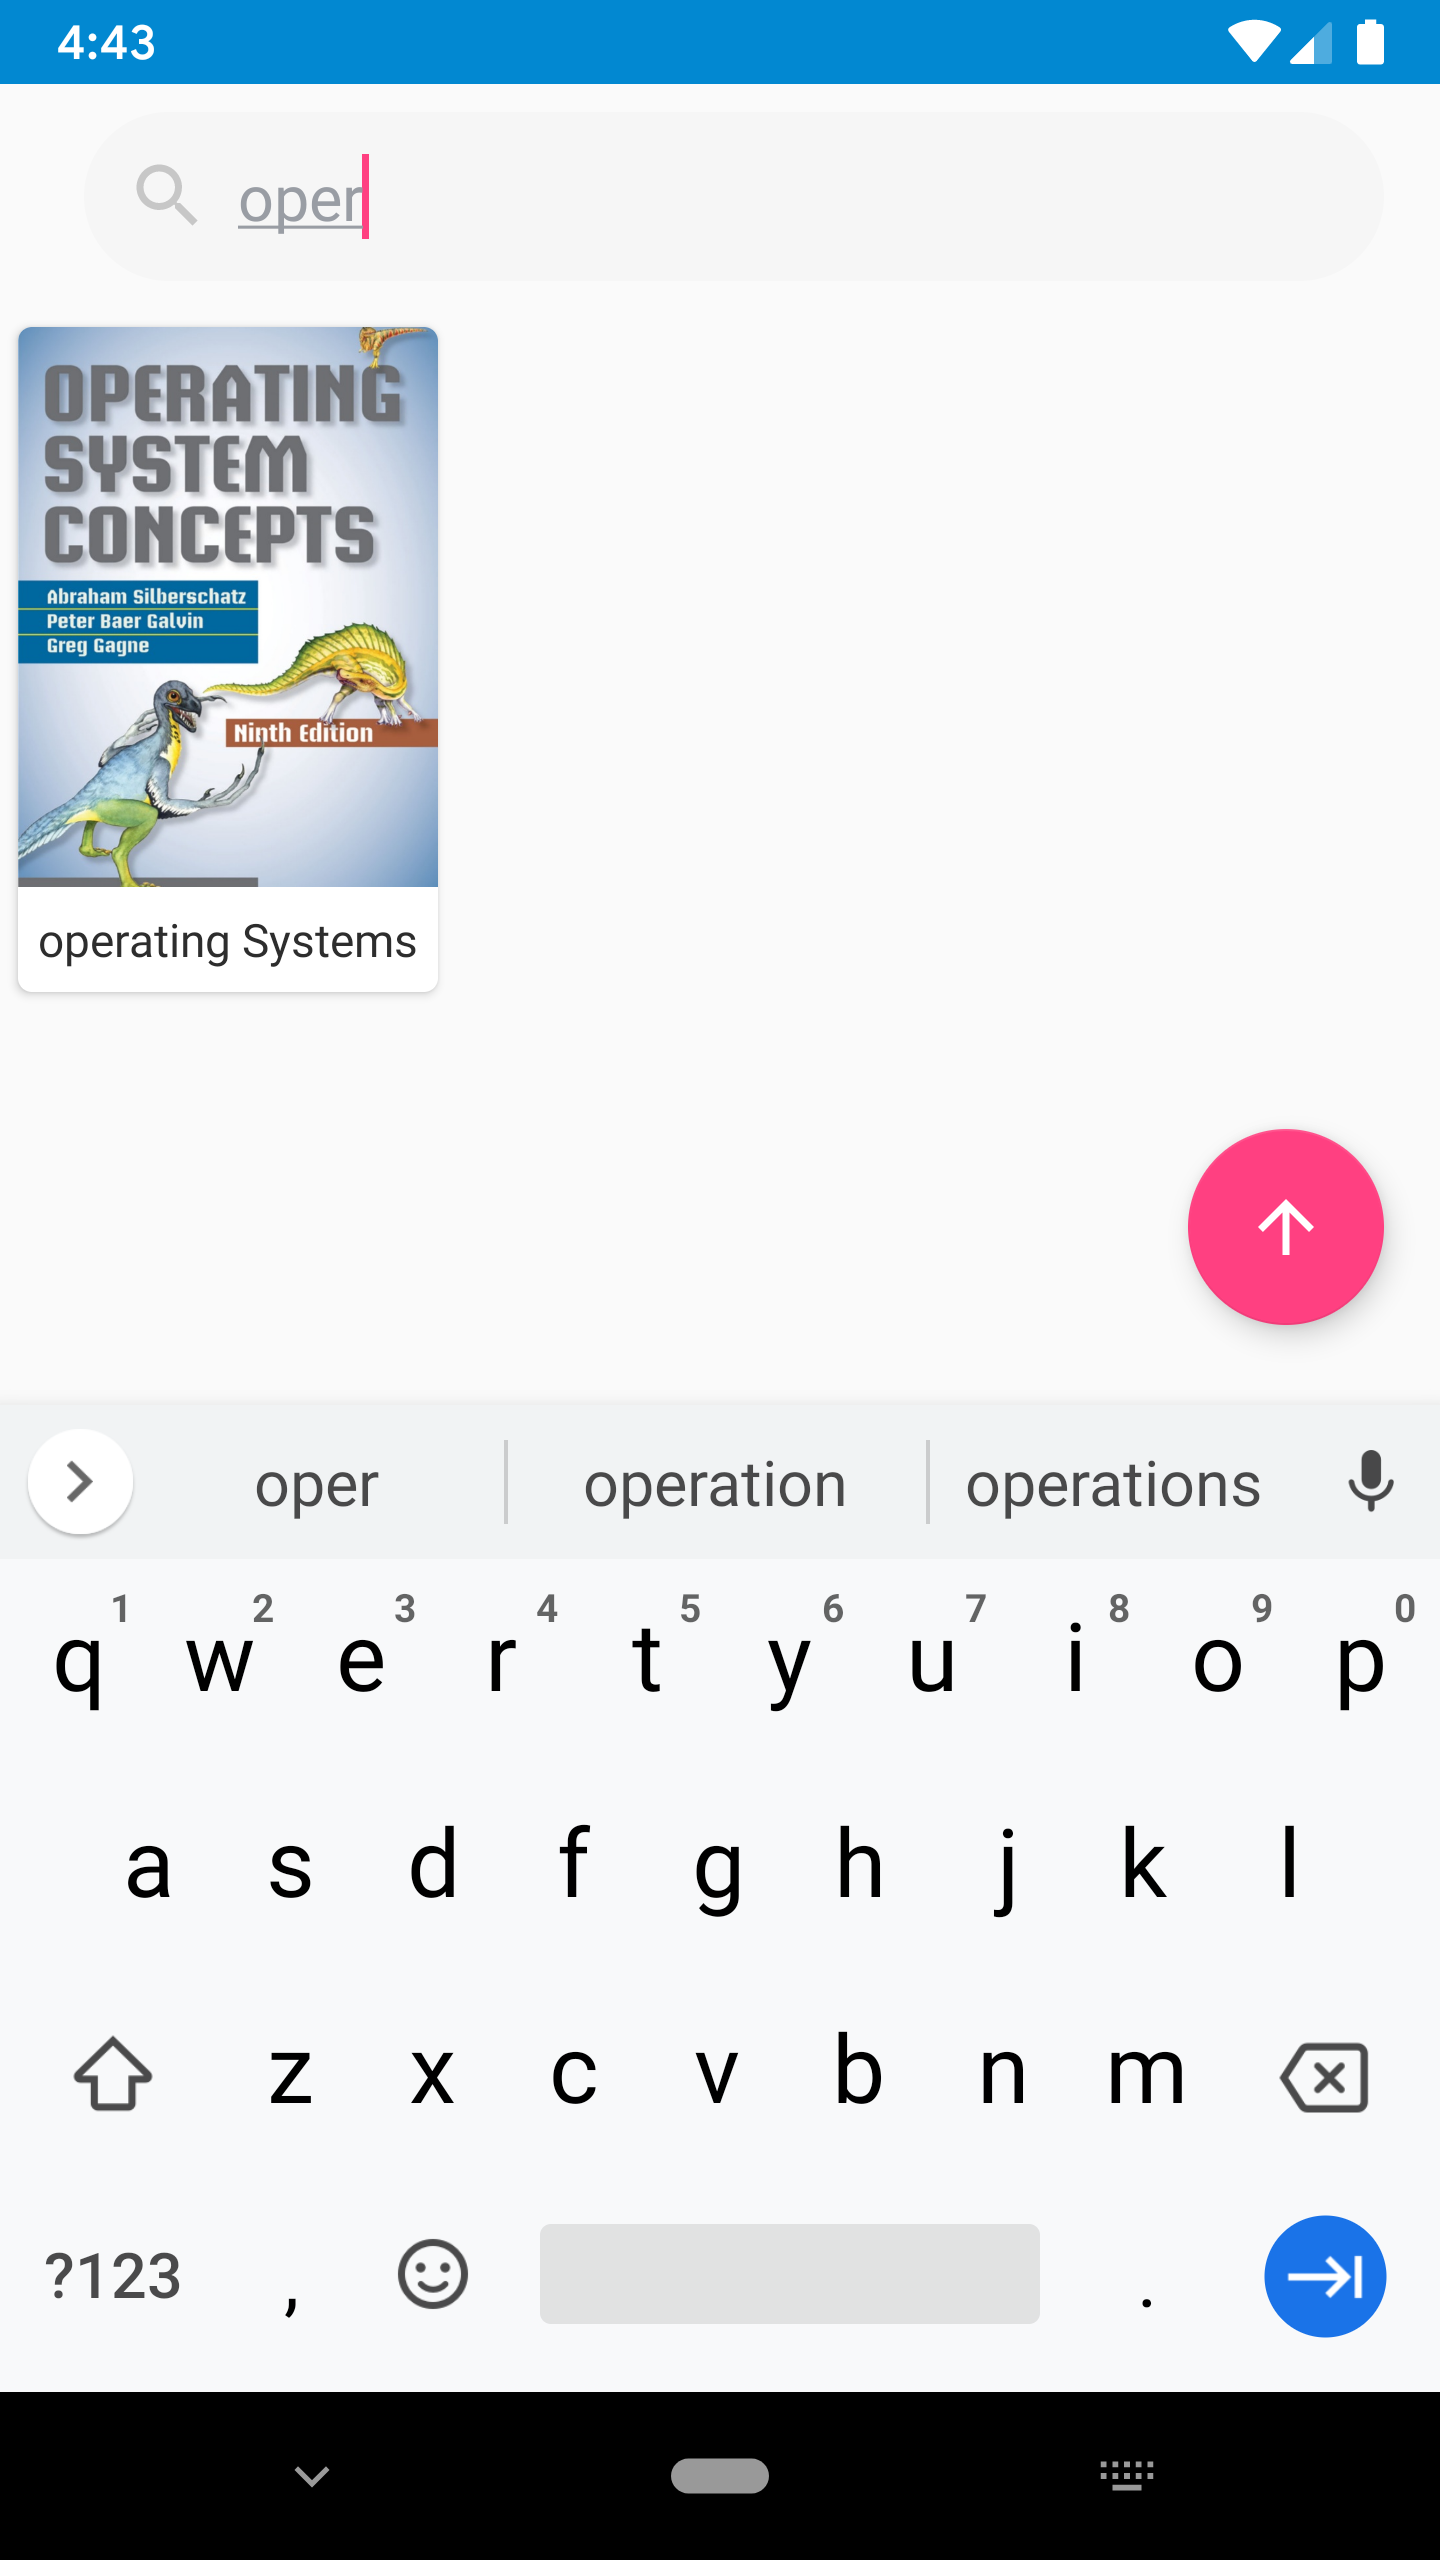 4:43
oper
OPERATING
SYSTEM
CONCEPTS
Abraham Silberschatz
Peter Baer Galvin
Greg Gagne
Ninth Edition
operating Systems
oper operation operations
1 2 3 4 5 6 7 8 9 0
q w e r t y u i o p
a s d f g h j k l
z x c v b n m
?123 , .